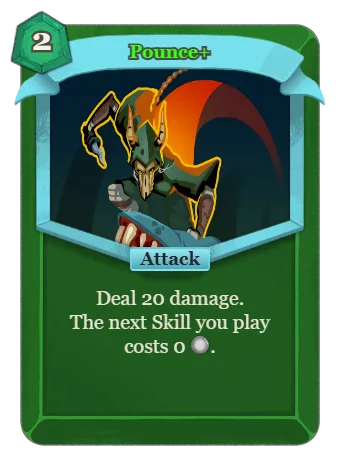 2
Pounce+
Attack
Deal 20 damage.
The next Skill you play
costs 0 .